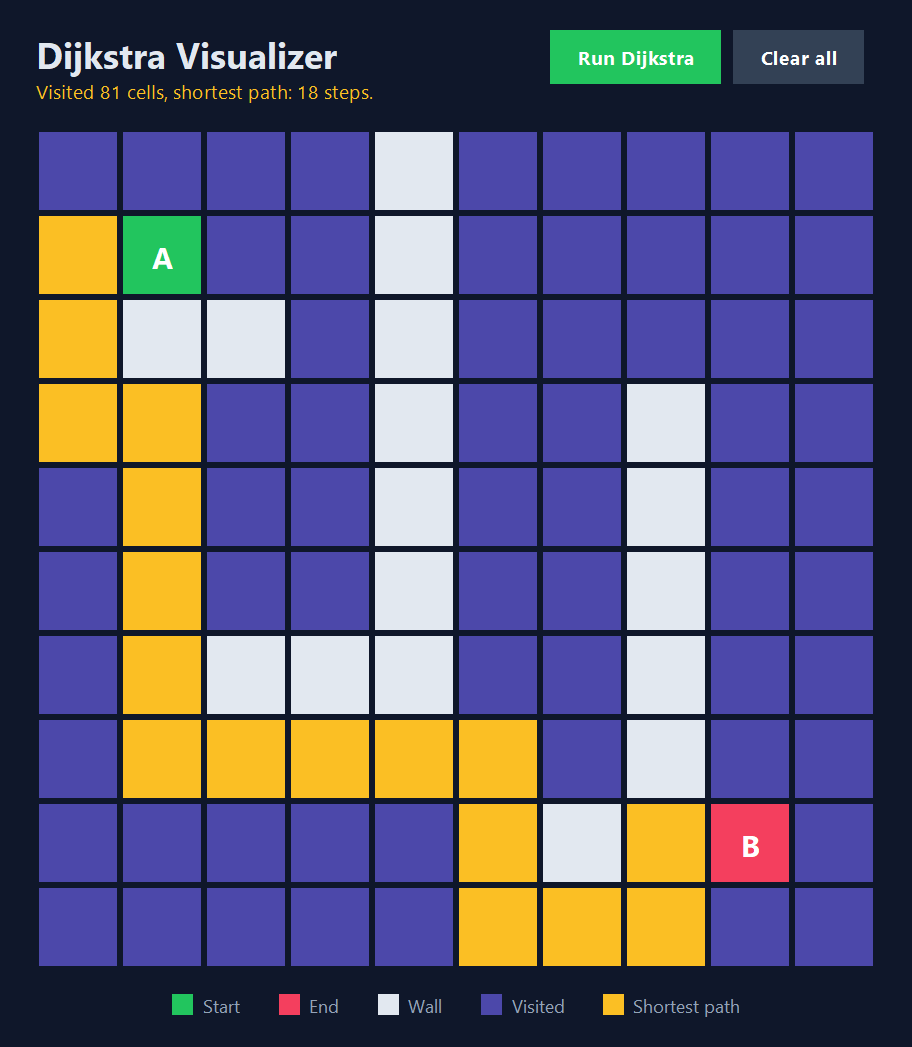 Dijkstra Visualizer
Visited 81 cells, shortest path: 18 steps.
Run Dijkstra
Clear all
A
B
Start
End
Wall
Visited
Shortest path